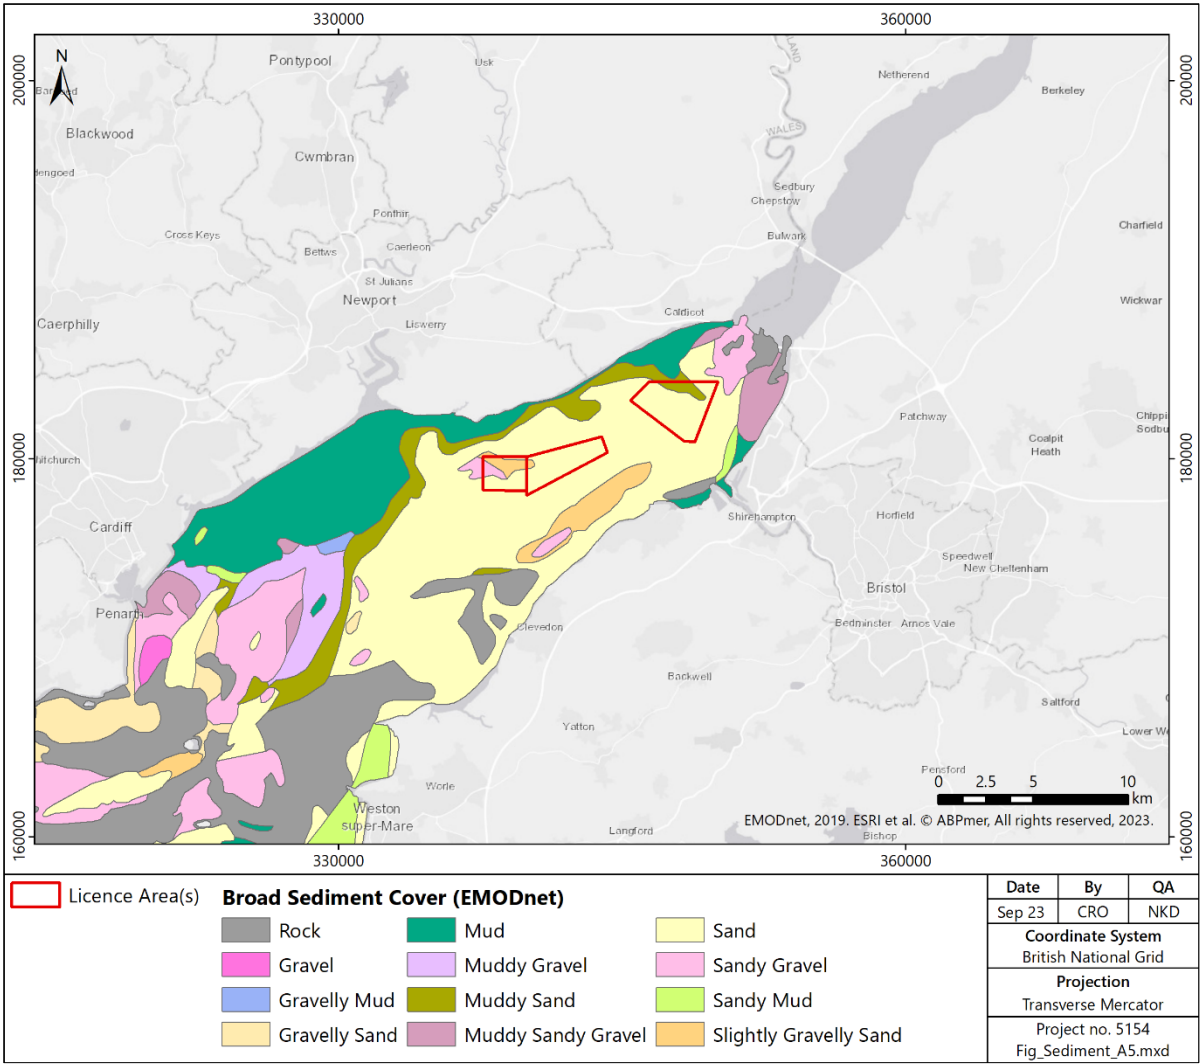 330000
360000
200000
200000
N
Pontypool
Usk
Netherend
Berkeley
Blackwood
WALES
Cwmbran
Sedbury
Chepstow
Ponthir
Cross Keys
Bettws
Caerleon
Bulwark
Charfield
St Julians
Newport
Wickwar
Caerphilly
Liswerry
Caldicot
Patchway
Chippi
Sodbu
Coalpit
Heath
180000
180000
hitchurch
Cardiff
Shirehampton
Horfield
Speedwell
New Cheltenham
Bristol
Penarth
Clevedon
Bedminster
Arnos Vale
Backwell
Saltford
Yatton
Lower We
Pensford
Worle
Weston
super-Mare
Langford
Bishop
0 2.5 5 10
km
EMODnet, 2019. ESRI et al. © ABPmer, All rights reserved, 2023.
160000
160000
330000
360000
Licence Area(s)
Broad Sediment Cover (EMODnet)
Rock
Mud
Sand
Gravel
Muddy Gravel
Sandy Gravel
Gravelly Mud
Muddy Sand
Sandy Mud
Gravelly Sand
Muddy Sandy Gravel
Slightly Gravelly Sand
Date By QA
Sep 23 CRO NKD
Coordinate System
British National Grid
Projection
Transverse Mercator
Project no. 5154
Fig_Sediment_A5.mxd